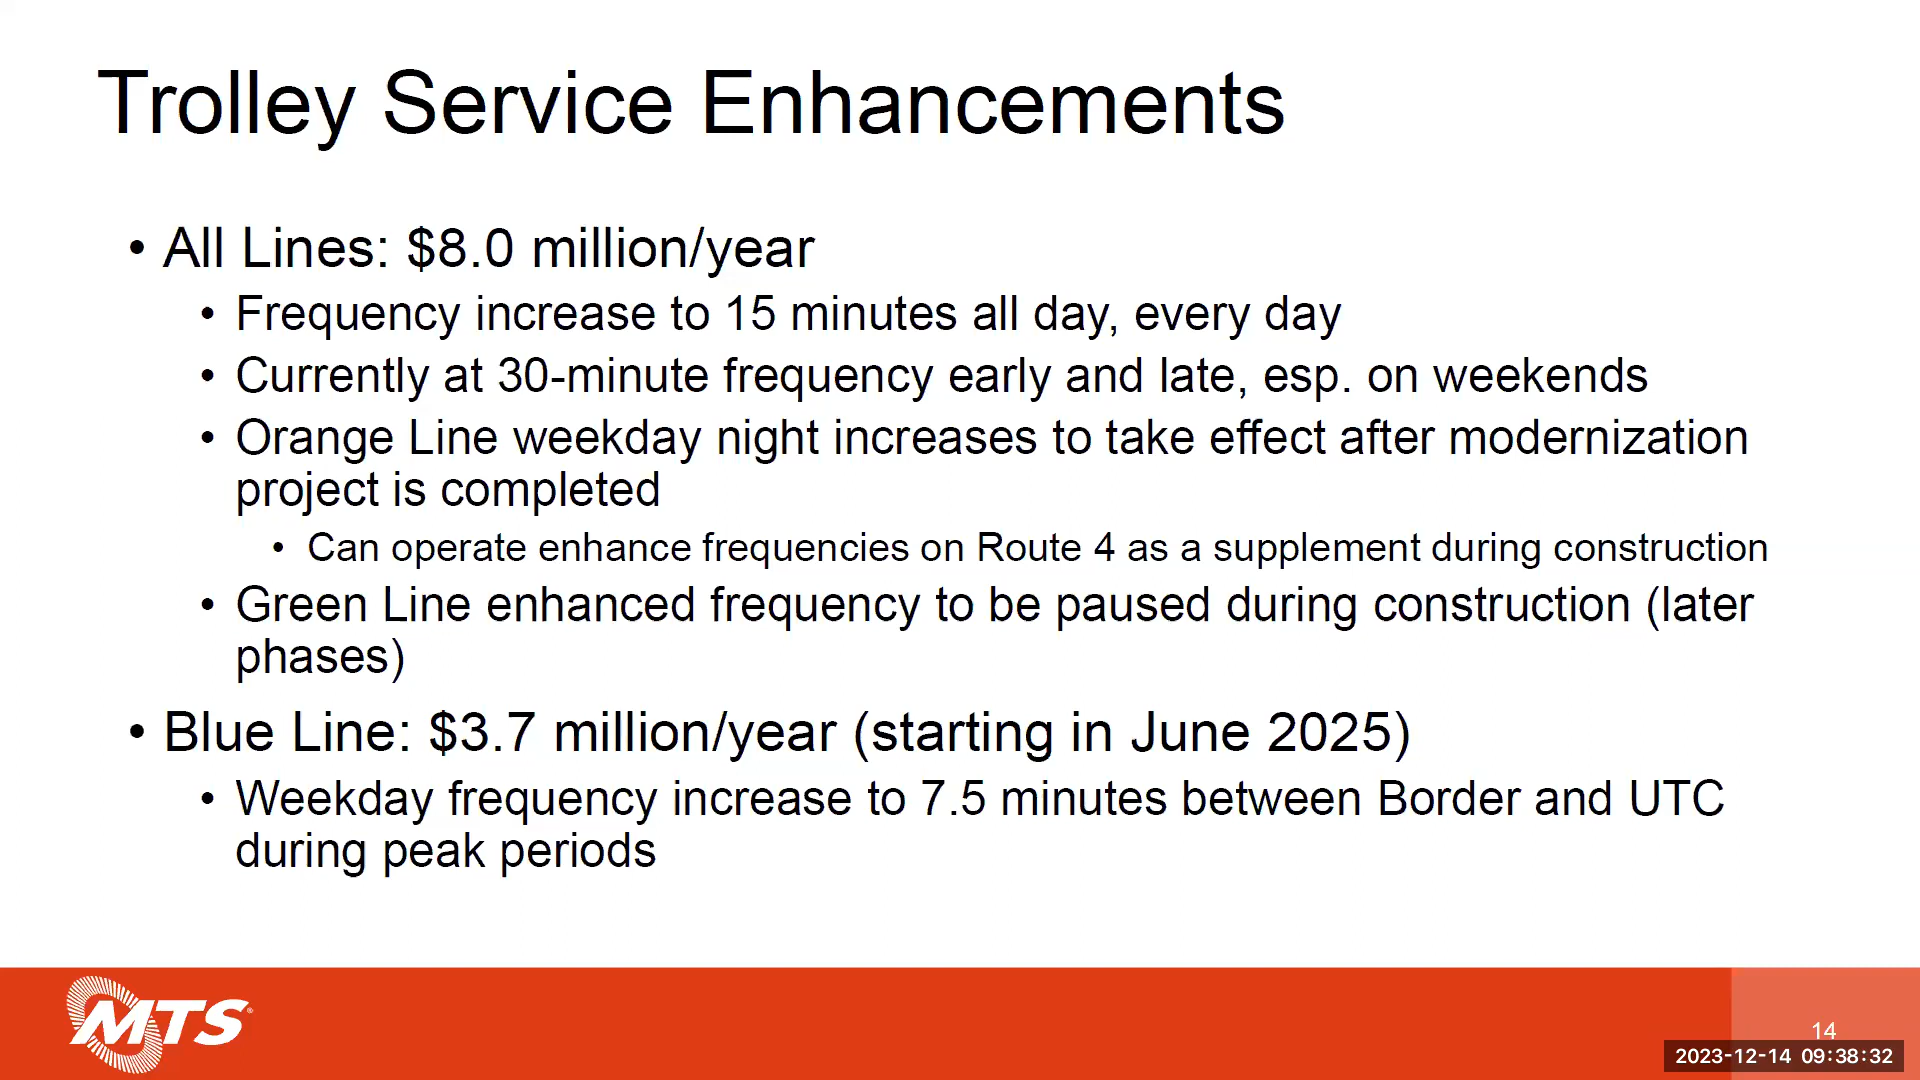 Trolley Service Enhancements
• All Lines: $8.0 million/year
• Frequency increase to 15 minutes all day, every day
• Currently at 30-minute frequency early and late, esp. on weekends
• Orange Line weekday night increases to take effect after modernization
project is completed
• Can operate enhance frequencies on Route 4 as a supplement during construction
• Green Line enhanced frequency to be paused during construction (later
phases)
• Blue Line: $3.7 million/year (starting in June 2025)
• Weekday frequency increase to 7.5 minutes between Border and UTC
during peak periods
MTS®
14
2023-12-14 09:38:32